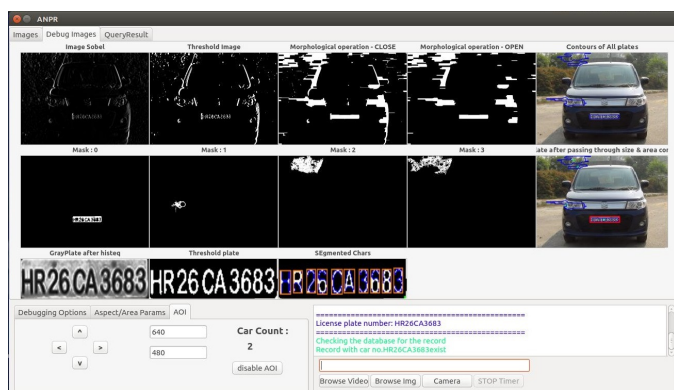 ANPR
Images Debug Images QueryResult
Image Sobel Threshold Image Morphological operation - CLOSE Morphological operation - OPEN Contours of All plates
HR26CA3683
Mask : 0 Mask : 1 Mask : 2 Mask : 3 late after passing through size & area cor
HR26CA3683
GrayPlate after histeq Threshold plate SEgmented Chars
HR26CA3683 HR26CA3683 HR26CA3683
Debugging Options Aspect/Area Params AOI
^ 640 Car Count :
< > 2
v 480 disable AOI
===============================================
License plate number: HR26CA3683
===============================================
Checking the database for the record
Record with car no.HR26CA3683exist
Browse Video Browse Img Camera STOP Timer